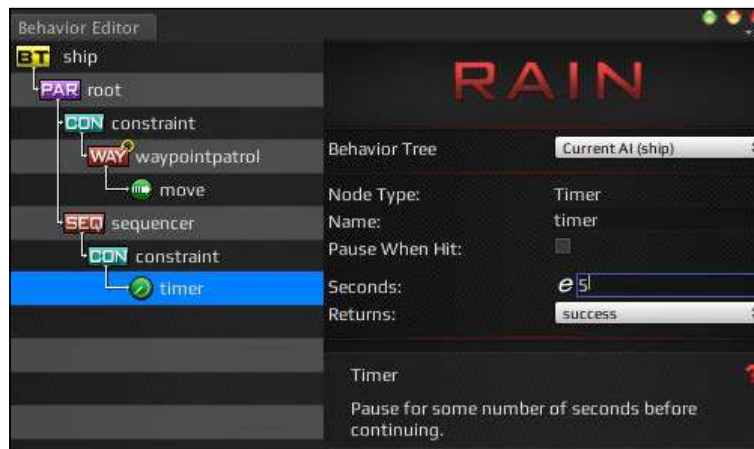 Behavior Editor
BT ship
PAR root
CON constraint
WAY waypointpatrol
move
SEQ sequencer
CON constraint
timer
RAIN
Behavior Tree Current AI (ship)
Node Type: Timer
Name: timer
Pause When Hit:
Seconds: e 5
Returns: success
Timer
?
Pause for some number of seconds before
continuing.